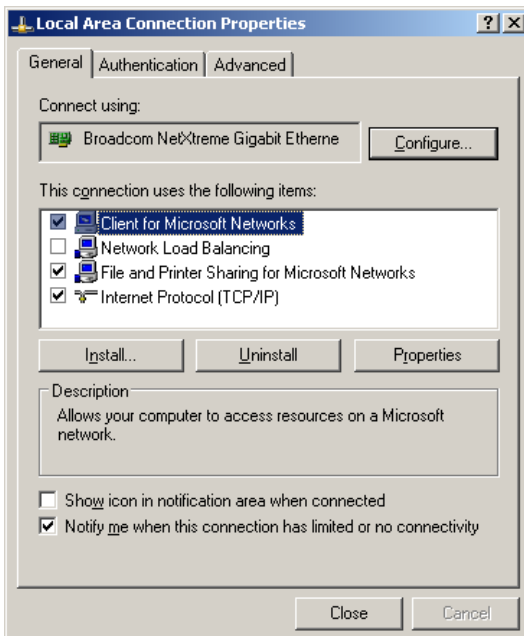 Local Area Connection Properties
General Authentication Advanced
Connect using:
Broadcom NetXtreme Gigabit Etherne Configure...
This connection uses the following items:
Client for Microsoft Networks
Network Load Balancing
File and Printer Sharing for Microsoft Networks
Internet Protocol (TCP/IP)
Install... Uninstall Properties
Description
Allows your computer to access resources on a Microsoft
network.
Show icon in notification area when connected
Notify me when this connection has limited or no connectivity
Close Cancel